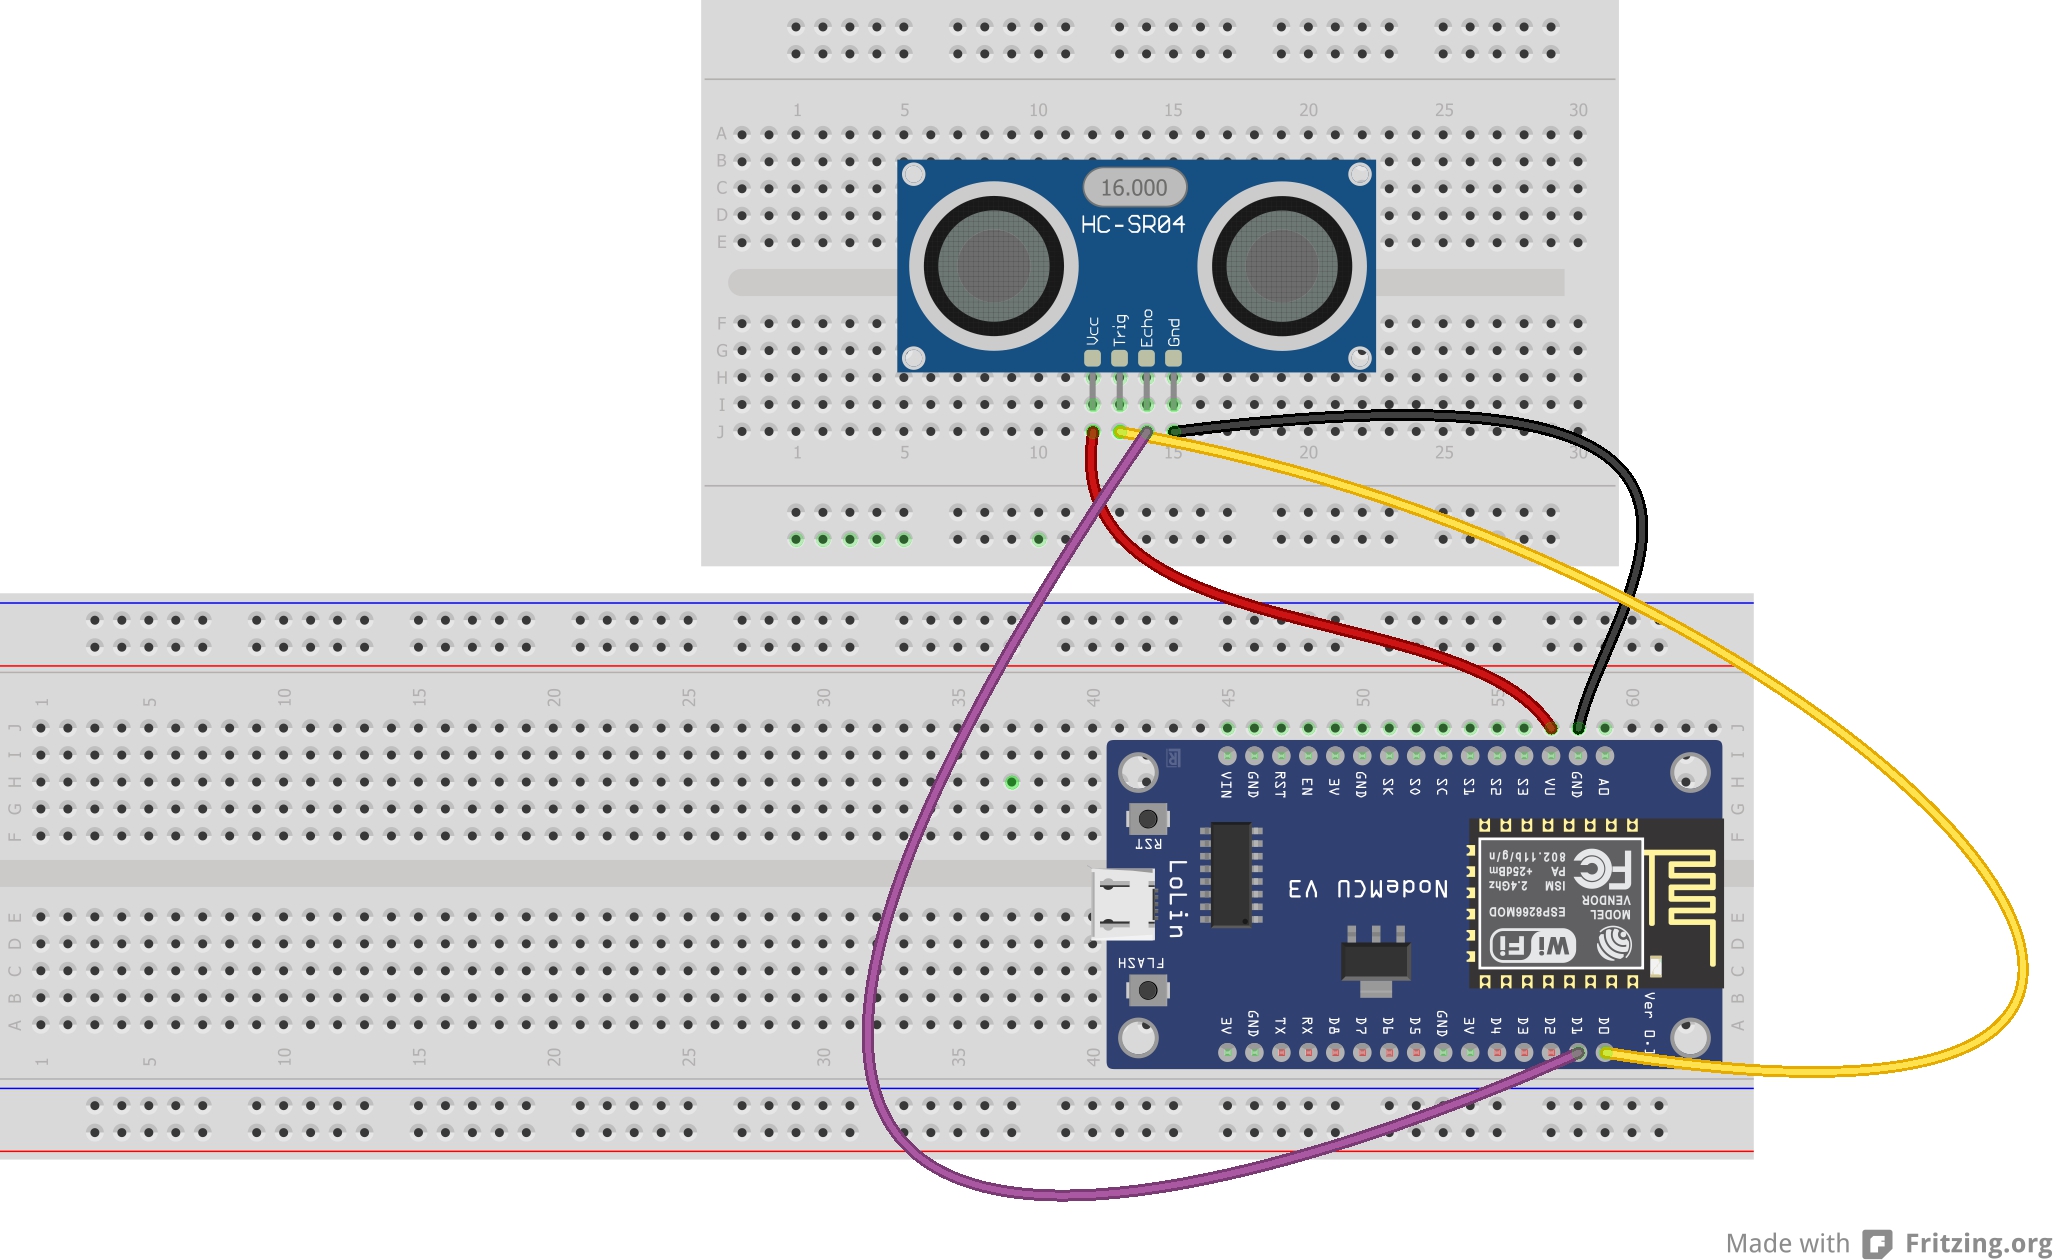 1 5 10 15 20 25 30
A
B
C
D
E
16.000
HC-SR04
Vcc Trig Echo Gnd
F
G
H
I
J
1 5 10 15 20 25 30
1 5 10 15 20 25 30 35 40 45 50 55 60
J J
I I
H H
G G
F F
VIN GND RST EN 3V GND SK SO SC S1 S2 S3 VU GND AO
RST
LoLin
NodeMCU V3
802.11b/g/n
PA +25dBm
ISM 2.4Ghz
FC
VENDOR
MODEL
ESP8266MOD
WiFi
E E
D D
C C
B B
A A
FLASH
Ver 0.1
3V GND TX RX D8 D7 D6 D5 GND 3V D4 D3 D2 D1 D0
1 5 10 15 20 25 30 35 40
Made with Fritzing.org